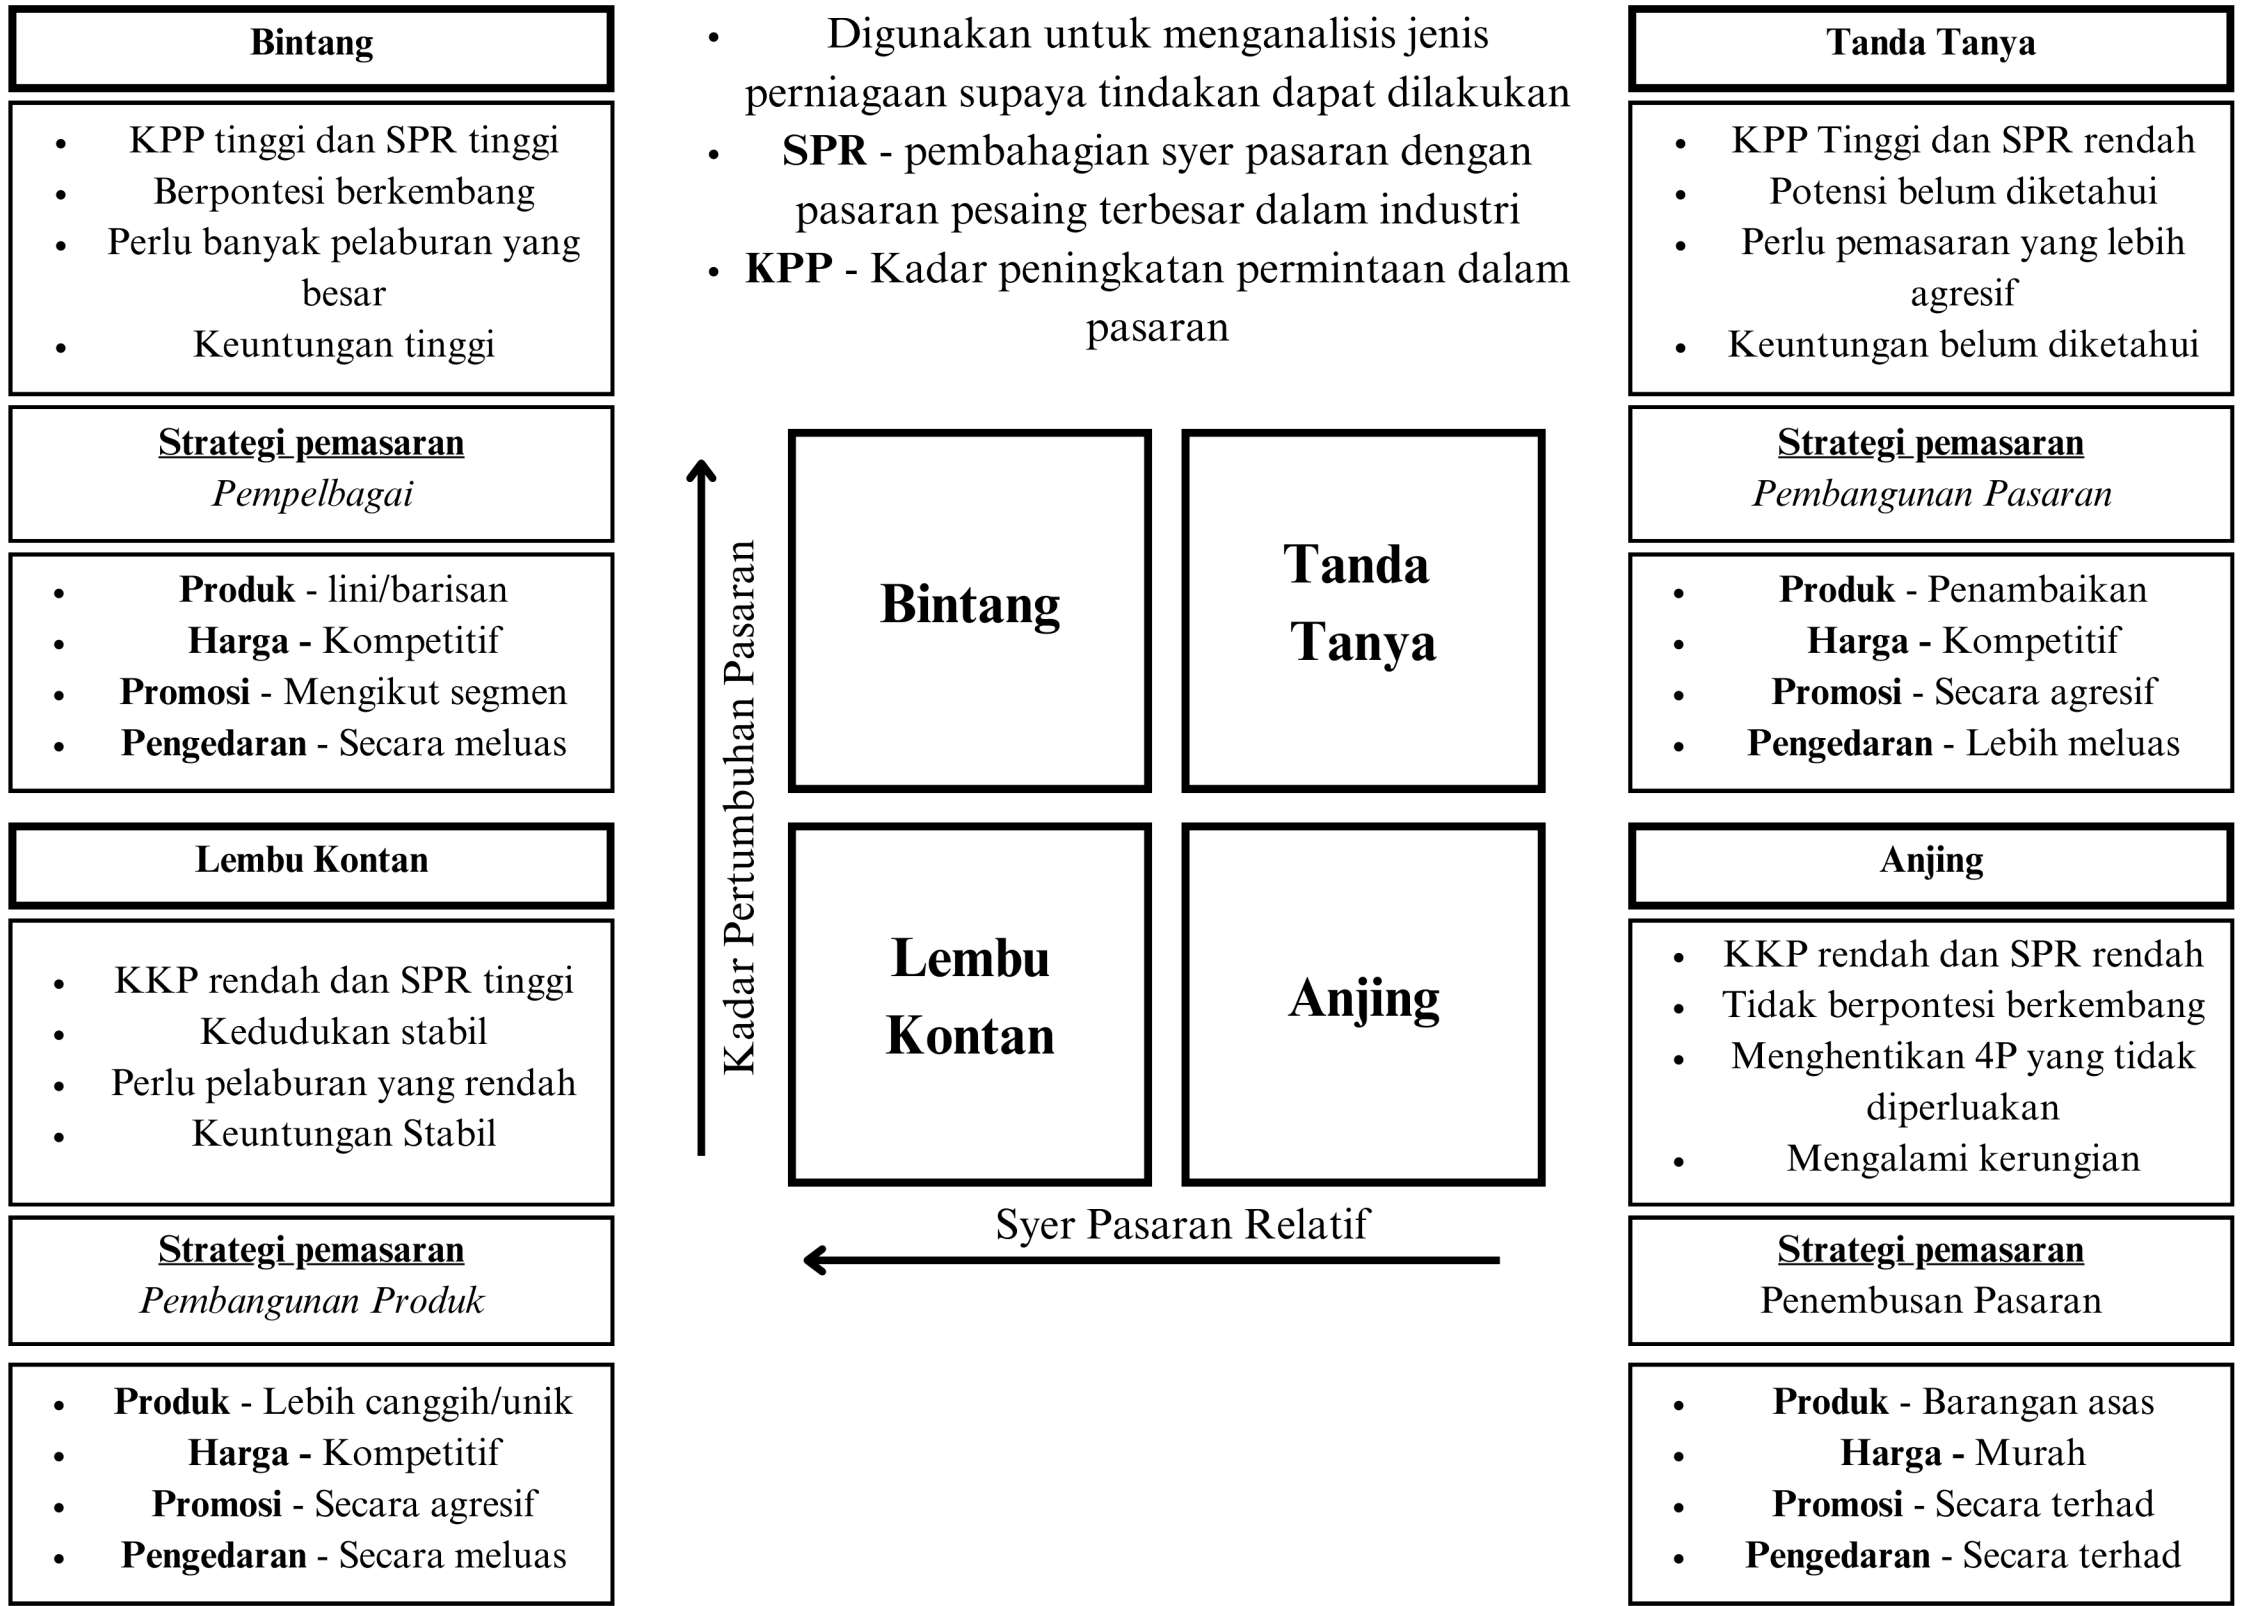 Bintang
• KPP tinggi dan SPR tinggi
• Berpontesi berkembang
• Perlu banyak pelaburan yang
besar
• Keuntungan tinggi
Strategi pemasaran
Pempelbagai
• Produk - lini/barisan
• Harga - Kompetitif
• Promosi - Mengikut segmen
• Pengedaran - Secara meluas
Lembu Kontan
• KKP rendah dan SPR tinggi
• Kedudukan stabil
• Perlu pelaburan yang rendah
• Keuntungan Stabil
Strategi pemasaran
Pembangunan Produk
• Produk - Lebih canggih/unik
• Harga - Kompetitif
• Promosi - Secara agresif
• Pengedaran - Secara meluas
• Digunakan untuk menganalisis jenis
perniagaan supaya tindakan dapat dilakukan
• SPR - pembahagian syer pasaran dengan
pasaran pesaing terbesar dalam industri
• KPP - Kadar peningkatan permintaan dalam
pasaran
Kadar Pertumbuhan Pasaran
Bintang
Tanda
Tanya
Lembu
Kontan
Anjing
Syer Pasaran Relatif
Tanda Tanya
• KPP Tinggi dan SPR rendah
• Potensi belum diketahui
• Perlu pemasaran yang lebih
agresif
• Keuntungan belum diketahui
Strategi pemasaran
Pembangunan Pasaran
• Produk - Penambaikan
• Harga - Kompetitif
• Promosi - Secara agresif
• Pengedaran - Lebih meluas
Anjing
• KKP rendah dan SPR rendah
• Tidak berpontesi berkembang
• Menghentikan 4P yang tidak
diperluakan
• Mengalami kerungian
Strategi pemasaran
Penembusan Pasaran
• Produk - Barangan asas
• Harga - Murah
• Promosi - Secara terhad
• Pengedaran - Secara terhad